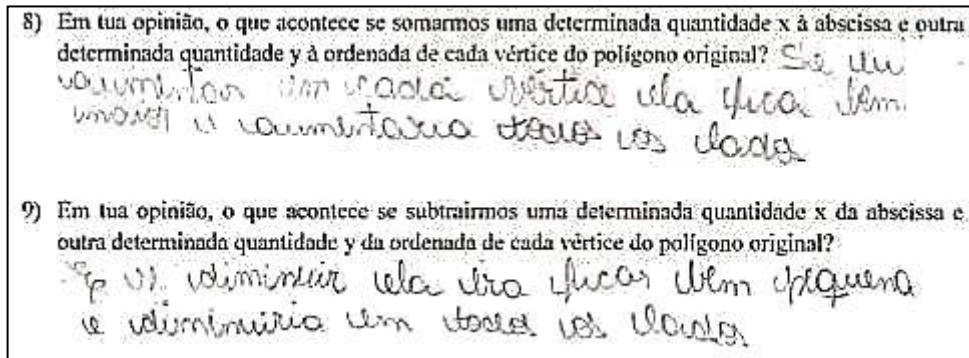 8) Em tua opinião, o que acontece se somarmos uma determinada quantidade x à abscissa e outra
determinada quantidade y à ordenada de cada vértice do polígono original? Se eu
aumentar em cada vértice ela fica bem
maior e aumentaria todos os lados
9) Em tua opinião, o que acontece se subtrairmos uma determinada quantidade x da abscissa e
outra determinada quantidade y da ordenada de cada vértice do polígono original?
diminuir ela ira ficar bem pequena
e diminuiria em todos os lados